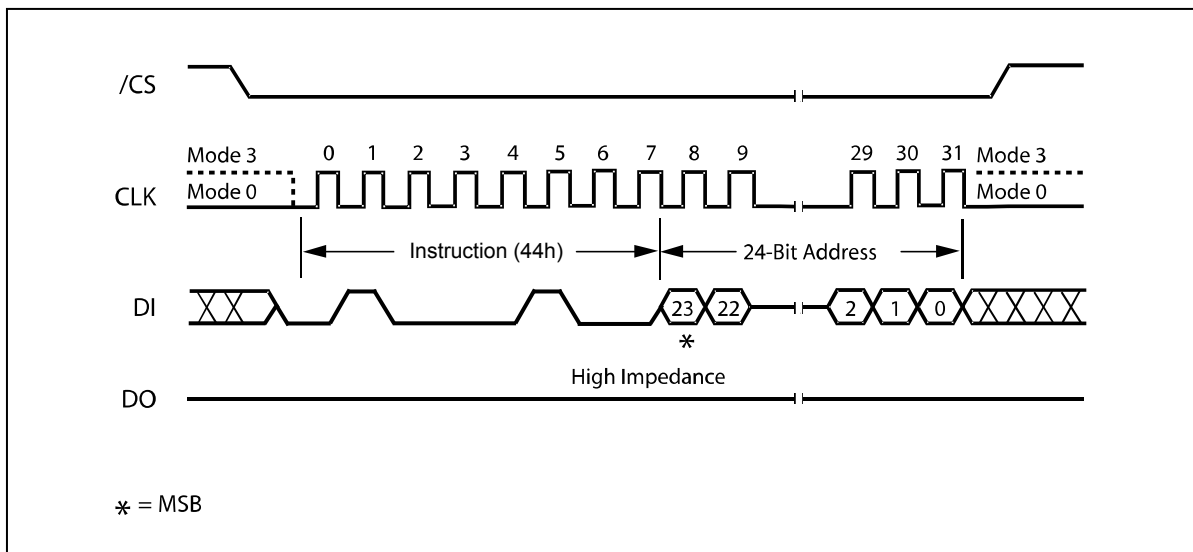 /CS
Mode 3 0 1 2 3 4 5 6 7 8 9 29 30 31 Mode 3
CLK Mode 0 Mode 0
Instruction (44h) 24-Bit Address
DI 23 22 2 1 0
*
High Impedance
DO
* = MSB